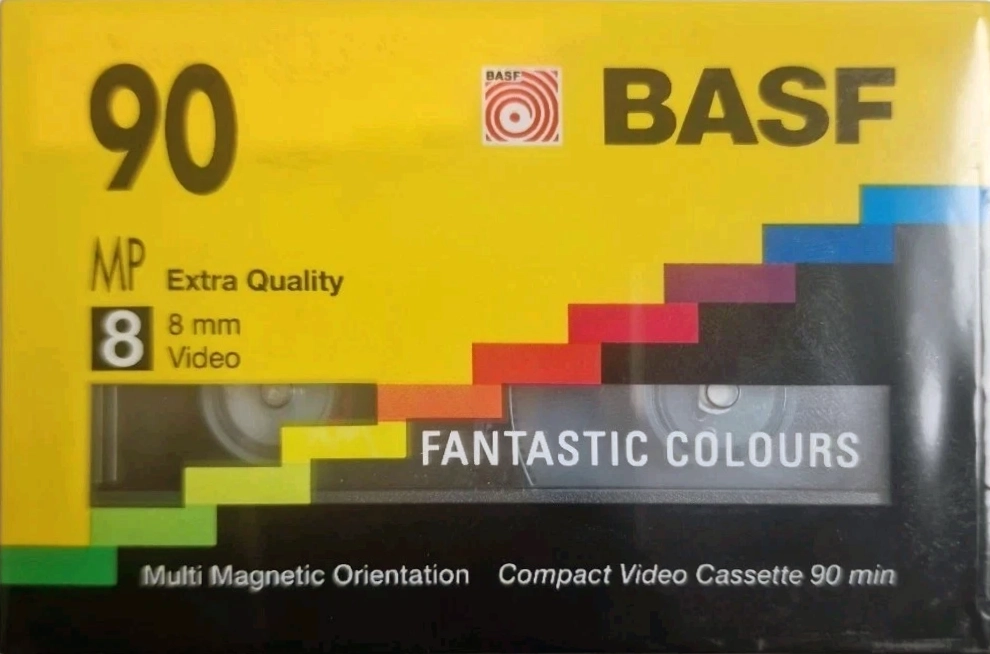 90
BASF
BASF
MP Extra Quality
8 8 mm
Video
FANTASTIC COLOURS
Multi Magnetic Orientation Compact Video Cassette 90 min